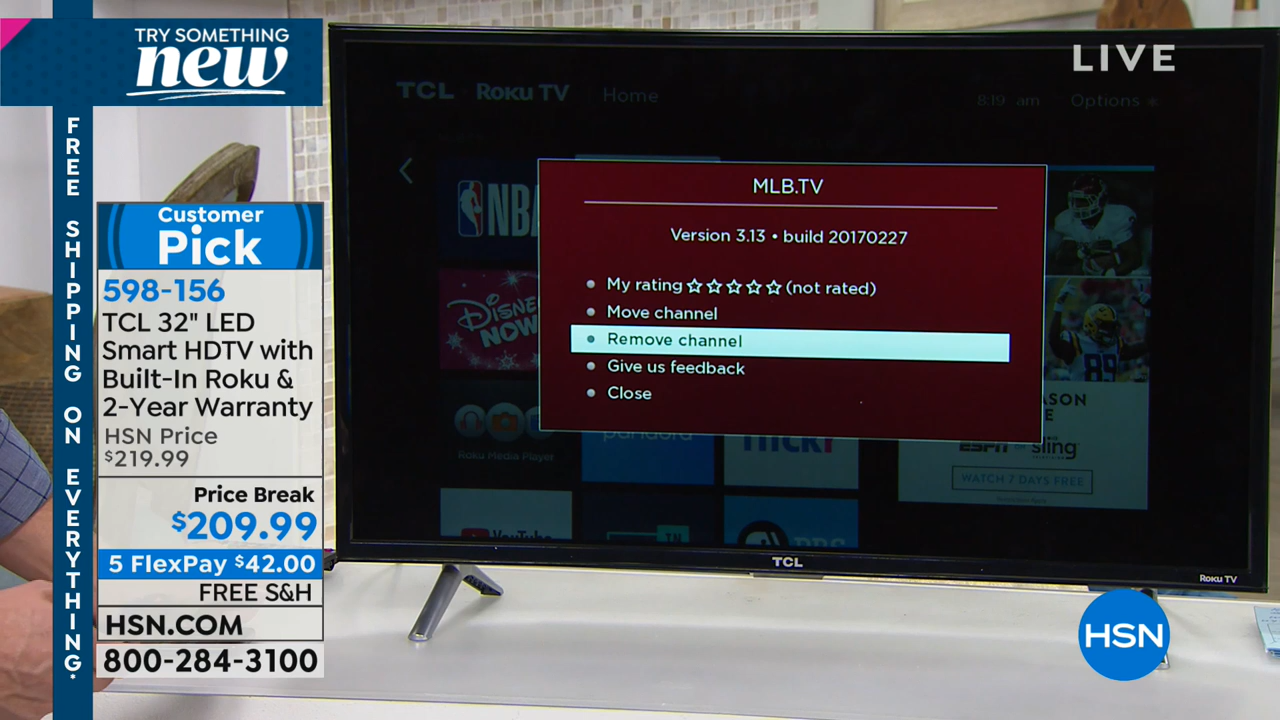 TRY SOMETHING
new
LIVE
FREE SHIPPING ON EVERYTHING*
Customer
Pick
598-156
TCL 32" LED
Smart HDTV with
Built-In Roku &
2-Year Warranty
HSN Price
$219.99
Price Break
$209.99
5 FlexPay $42.00
FREE S&H
HSN.COM
800-284-3100
TCL Roku TV Home
8:19 am Options
NBA
DISNEY
NOW
Roku Media Player
pandora
YouTube
PBS
MLB.TV
Version 3.13 • build 20170227
My rating ☆☆☆☆☆ (not rated)
Move channel
Remove channel
Give us feedback
Close
89
ESPN
sling
WATCH 7 DAYS FREE
TCL
Roku TV
HSN